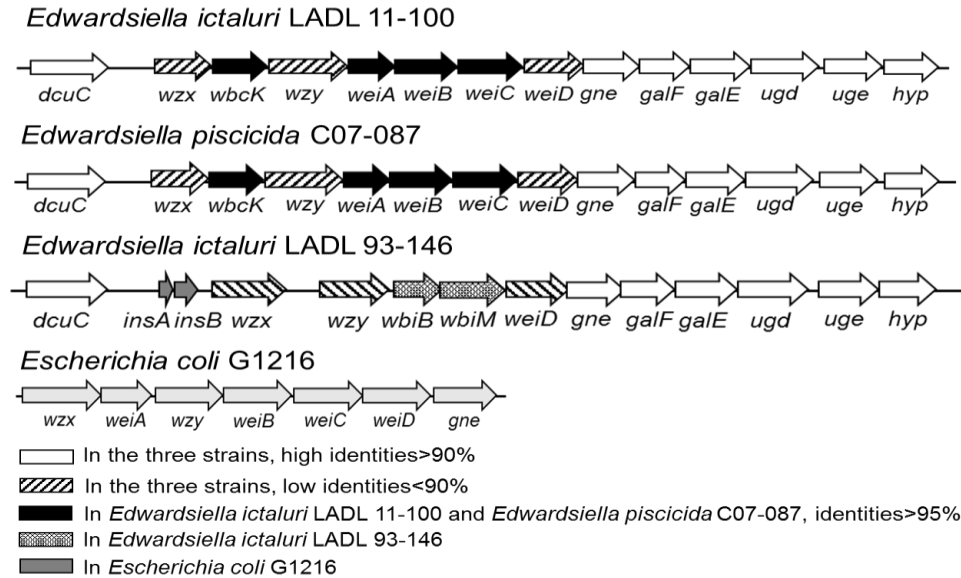 Edwardsiella ictaluri LADL 11-100
dcuC wzx wbcK wzy weiA weiB weiC weiD gne galF galE ugd uge hyp
Edwardsiella piscicida C07-087
dcuC wzx wbcK wzy weiA weiB weiC weiD gne galF galE ugd uge hyp
Edwardsiella ictaluri LADL 93-146
dcuC insA insB wzx wzy wbiB wbiM weiD gne galF galE ugd uge hyp
Escherichia coli G1216
wzx weiA wzy weiB weiC weiD gne
In the three strains, high identities>90%
In the three strains, low identities<90%
In Edwardsiella ictaluri LADL 11-100 and Edwardsiella piscicida C07-087, identities>95%
In Edwardsiella ictaluri LADL 93-146
In Escherichia coli G1216